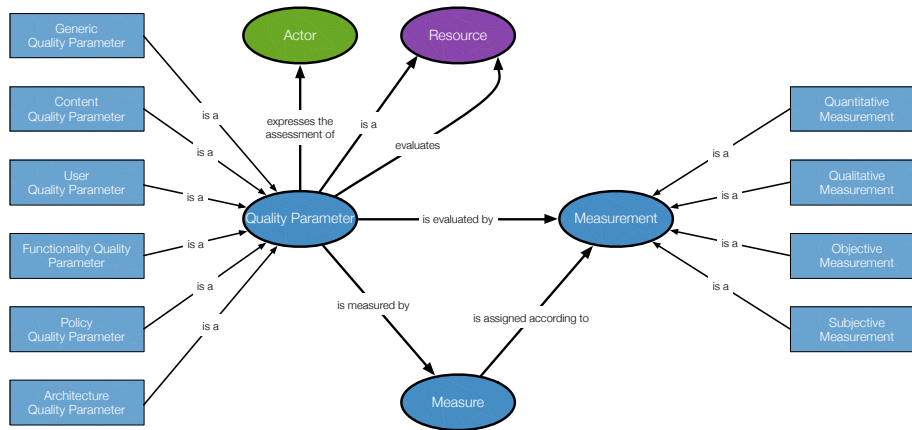 Generic
Quality Parameter
Actor
Resource
Content
Quality Parameter
Quantitative
Measurement
is a
expresses the
assessment of
is a
evaluates
is a
is a
User
Quality Parameter
Qualitative
Measurement
is a
is a
Quality Parameter
is evaluated by
Measurement
Functionality Quality
Parameter
is a
is a
Objective
Measurement
is a
is a
is measured by
is assigned according to
Policy
Quality Parameter
is a
Subjective
Measurement
Architecture
Quality Parameter
Measure